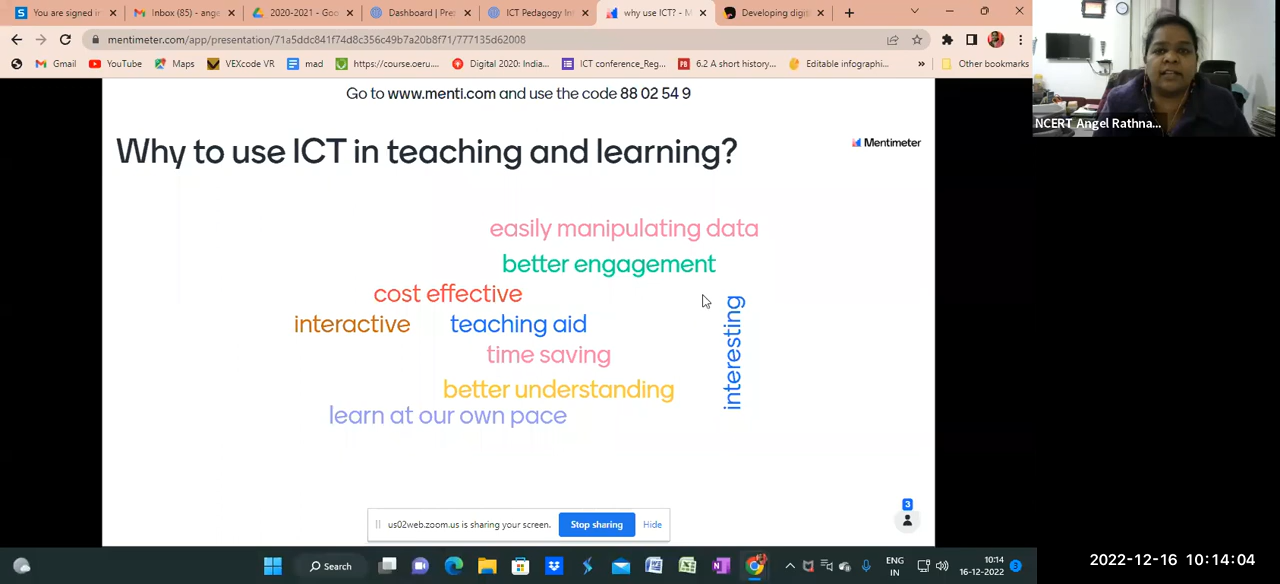 You are signed in
Inbox (85) - ang
2020-2021 - Goo
Dashboard | Pre
ICT Pedagogy In
why use ICT? - M
Developing digit
mentimeter.com/app/presentation/71a5ddc841f74d8c356c49b7a20b8f71/777135d62008
Gmail
YouTube
Maps
VEXcode VR
mad
https://course.oeru....
Digital 2020: India...
ICT conference_Reg...
6.2 A short history...
Editable infographi...
»
Other bookmarks
Go to www.menti.com and use the code 88 02 54 9
Why to use ICT in teaching and learning?
Mentimeter
easily manipulating data
better engagement
cost effective
interactive
teaching aid
interesting
time saving
better understanding
learn at our own pace
3
us02web.zoom.us is sharing your screen.
Stop sharing
Hide
NCERT Angel Rathna...
Search
ENG
IN
10:14
16-12-2022
3
2022-12-16 10:14:04